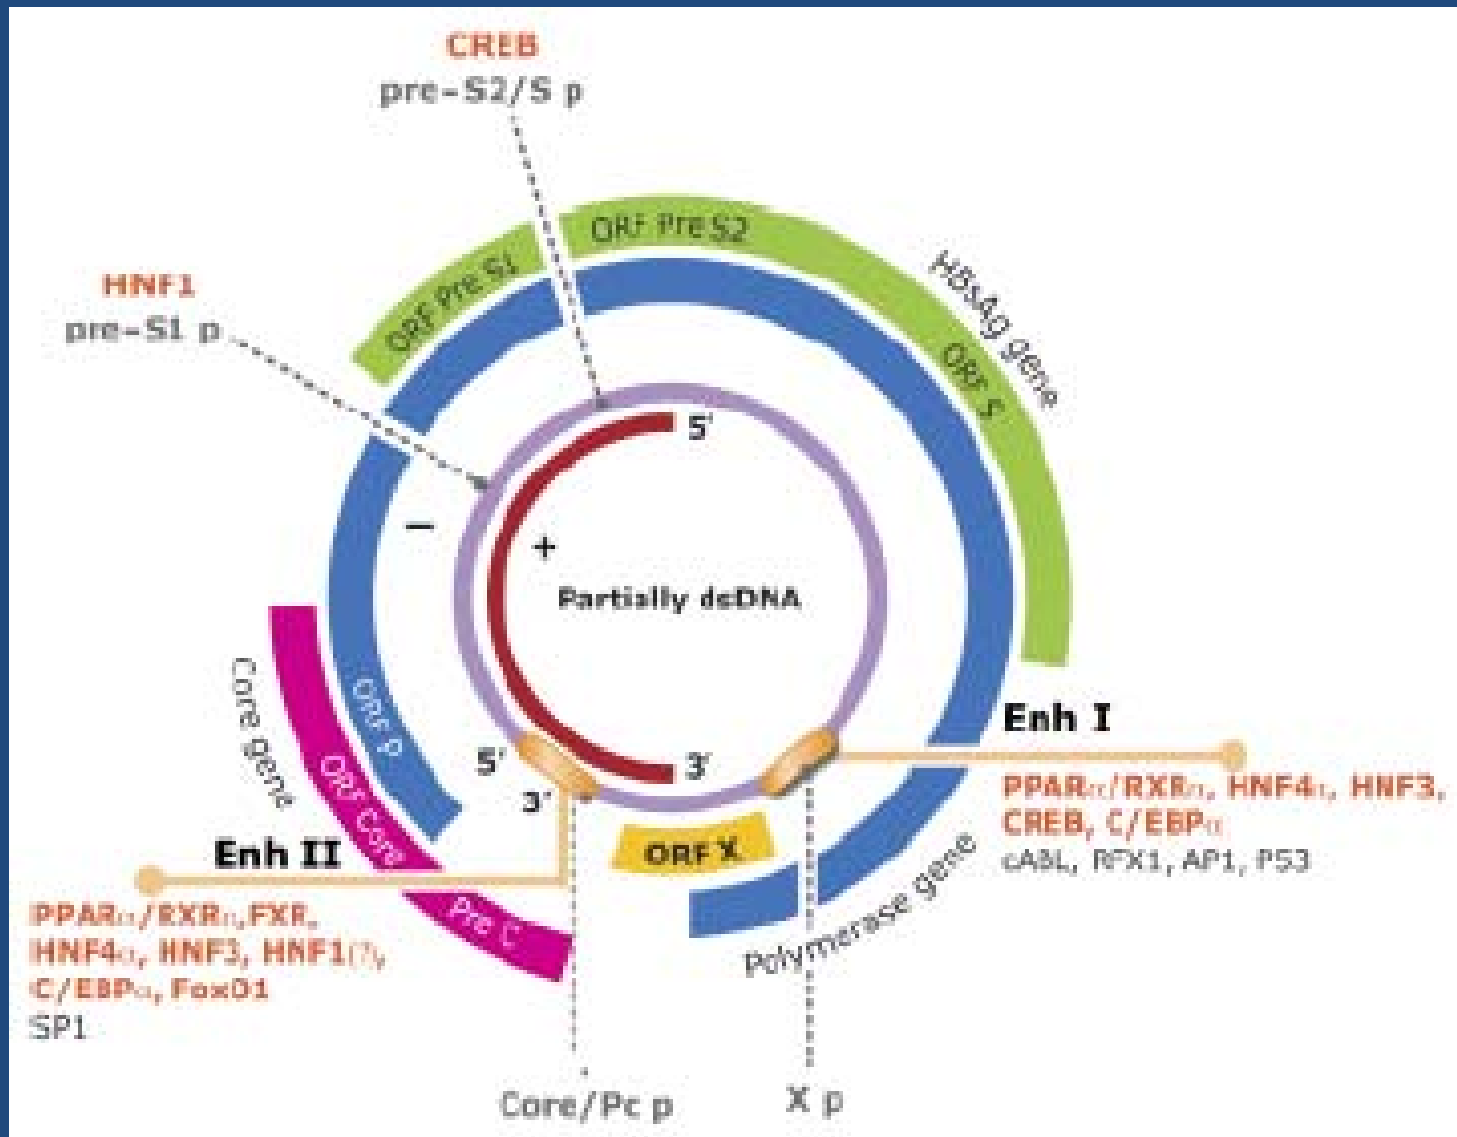 CREB
pre-S2/S p
HNF1
pre-S1 p
ORF Pre S1
ORF Pre S2
HBsAg gene
ORF S
5'
−
+
Partially dsDNA
Core gene
ORF P
ORF Core
Pre C
5'
3'
3'
ORF X
Polymerase gene
Enh I
PPARα/RXRα, HNF4α, HNF3,
CREB, C/EBPα
cABL, RFX1, AP1, P53
Enh II
PPARα/RXRα,FXR,
HNF4α, HNF3, HNF1(?),
C/EBPα, FoxO1
SP1
Core/Pc p
X p